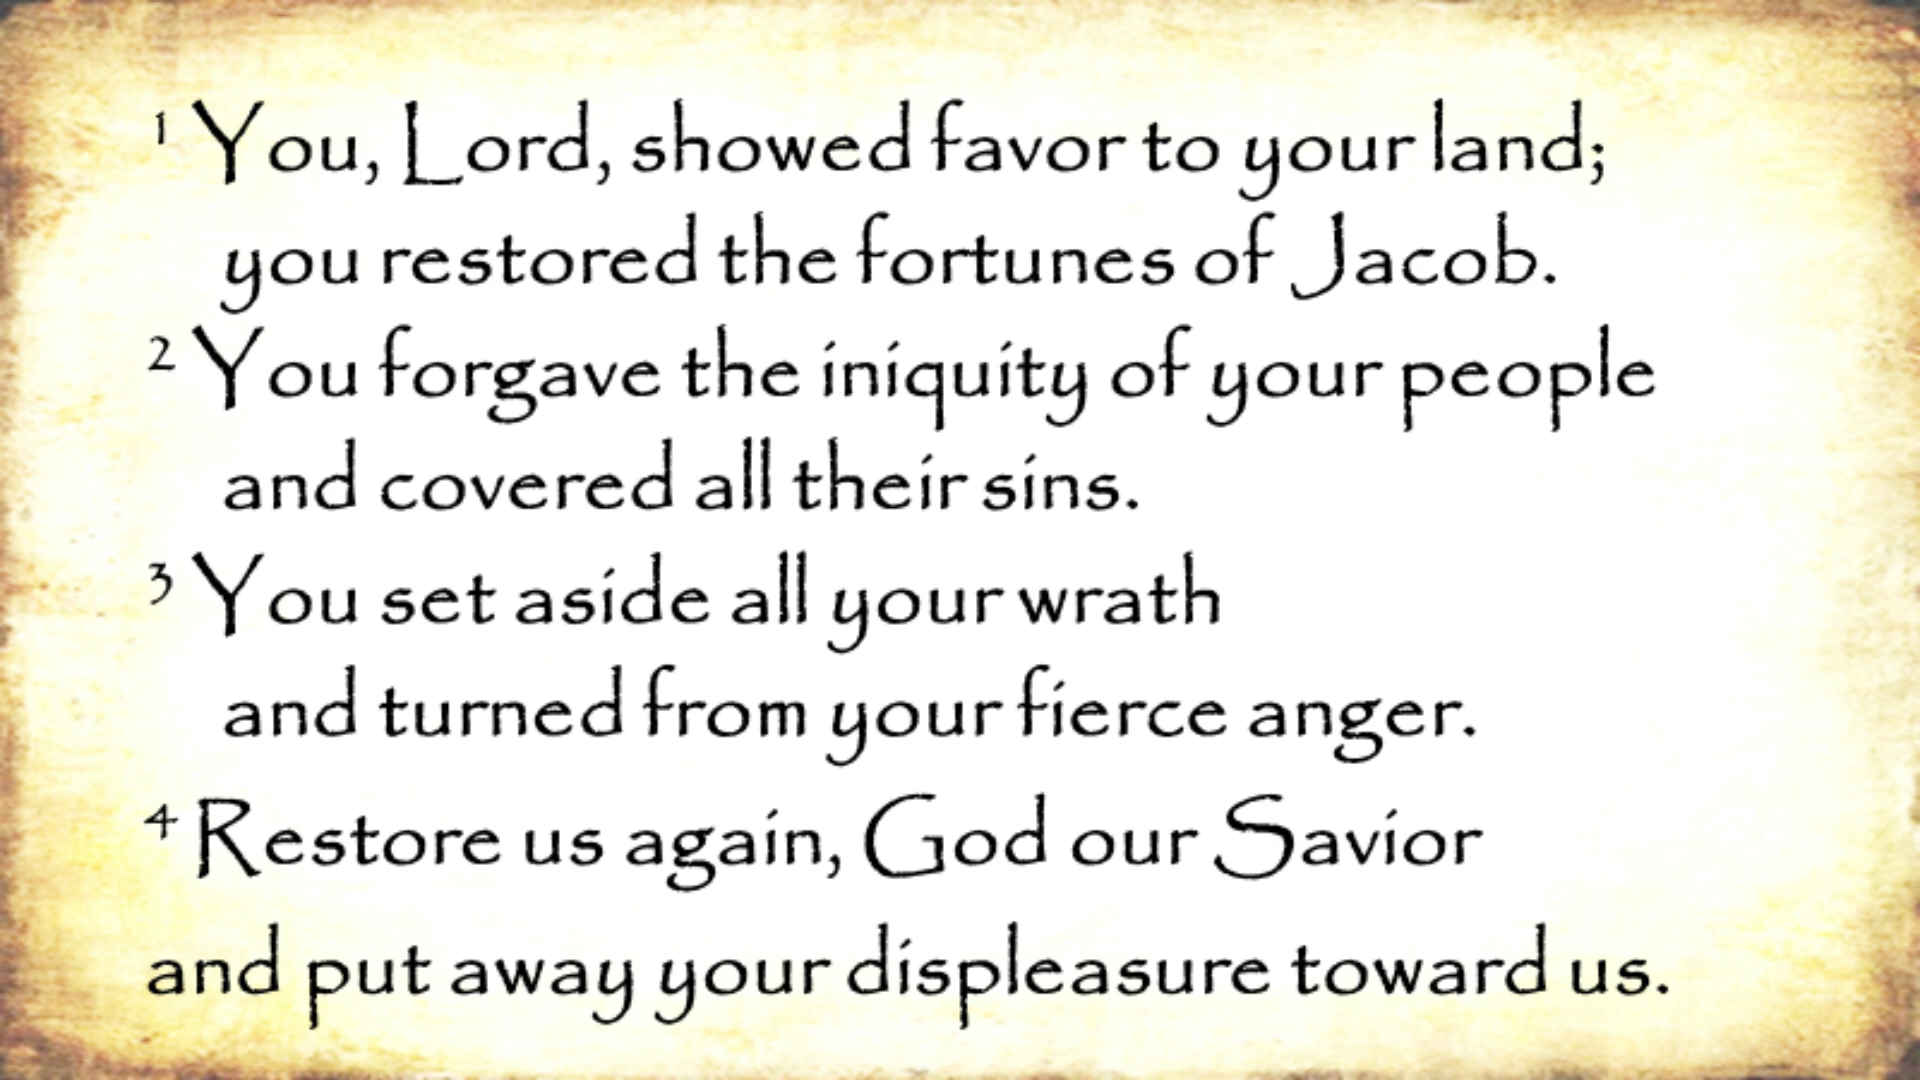 1 You, Lord, showed favor to your land;
you restored the fortunes of Jacob.
2 You forgave the iniquity of your people
and covered all their sins.
3 You set aside all your wrath
and turned from your fierce anger.
4 Restore us again, God our Savior
and put away your displeasure toward us.